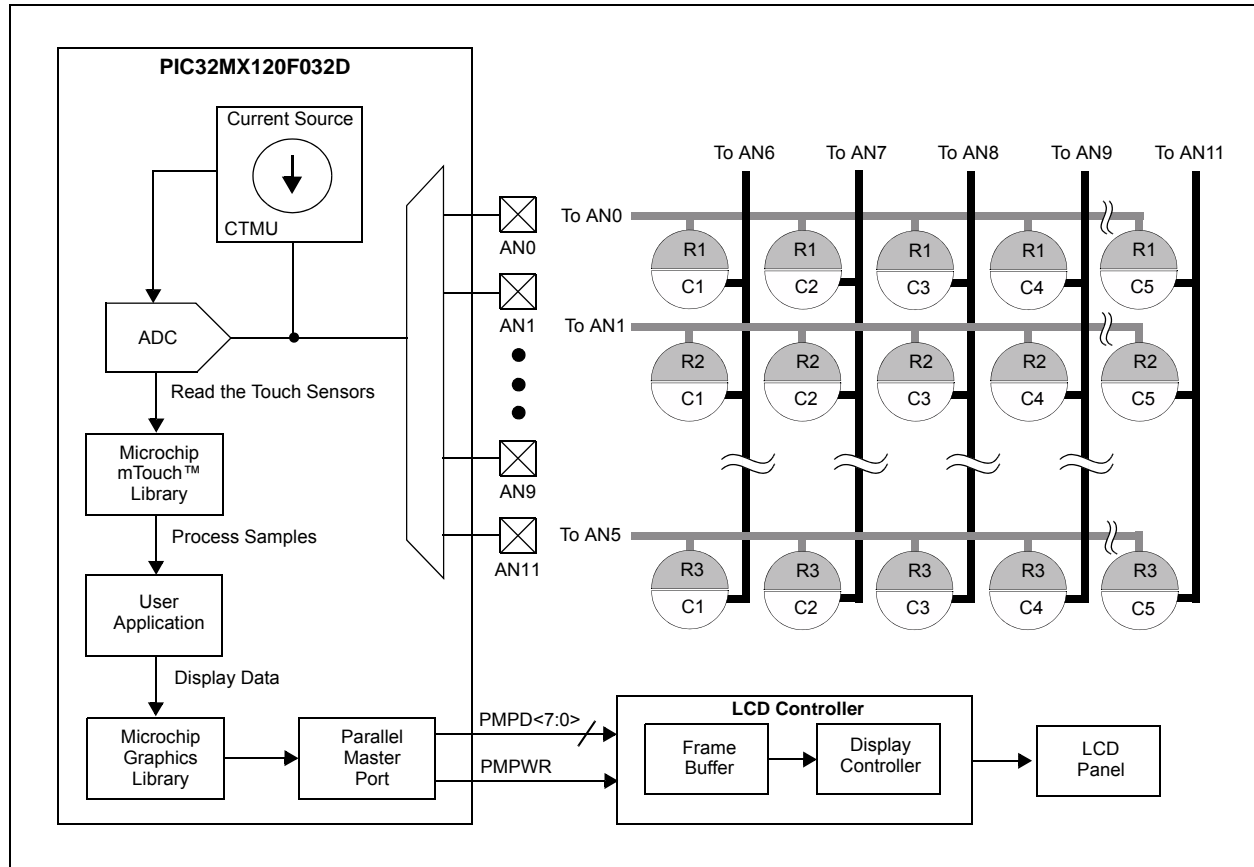 PIC32MX120F032D
Current Source
CTMU
ADC
Read the Touch Sensors
Microchip
mTouch™
Library
Process Samples
User
Application
Display Data
Microchip
Graphics
Library
Parallel
Master
Port
AN0
AN1
AN9
AN11
To AN6
To AN7
To AN8
To AN9
To AN11
To AN0
R1 R1 R1 R1 R1
C1 C2 C3 C4 C5
To AN1
R2 R2 R2 R2 R2
C1 C2 C3 C4 C5
To AN5
R3 R3 R3 R3 R3
C1 C2 C3 C4 C5
PMPD<7:0>
PMPWR
LCD Controller
Frame
Buffer
Display
Controller
LCD
Panel